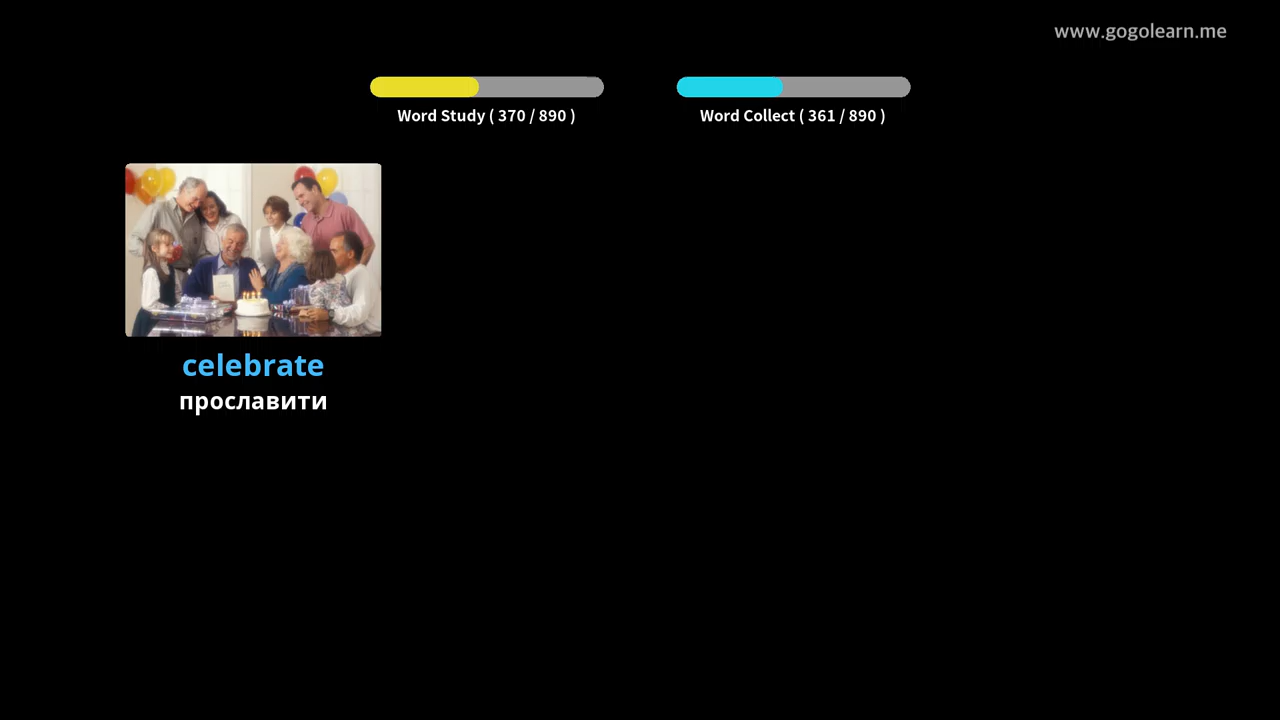 www.gogolearn.me
Word Study ( 370 / 890 )
Word Collect ( 361 / 890 )
celebrate
прославити